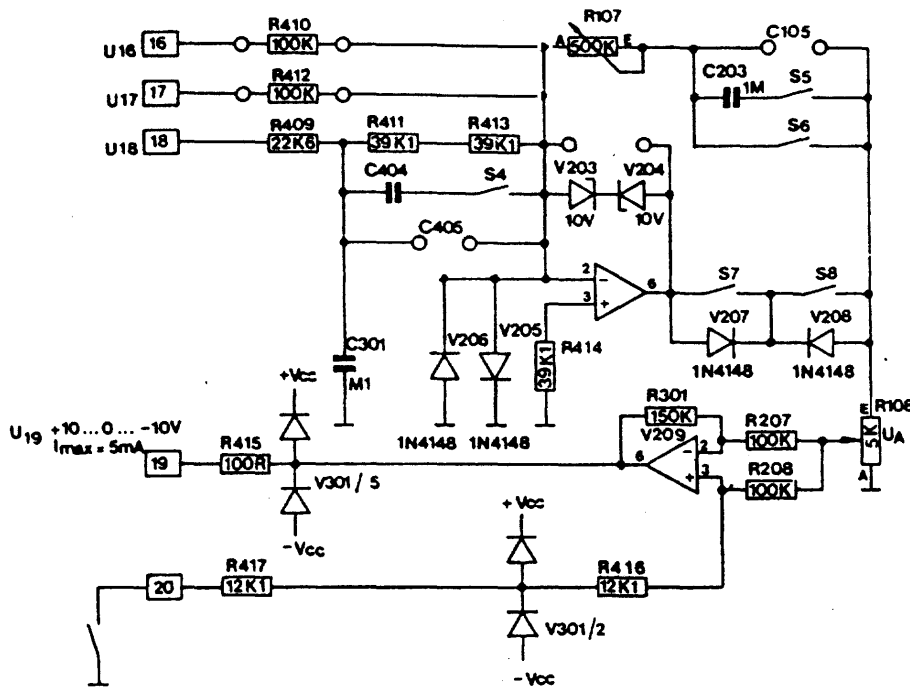 U16 16 R410 100K
A R107 500K E C105
C203 1M S5
U17 17 R412 100K
S6
U18 18 R409 22K6 R411 39K1 R413 39K1
C404 S4 V203 V204
10V 10V
C405
2 - 6 S7 S8
3 +
V206 V205 V207 V208
R414 39K1
C301 M1
1N4148 1N4148
1N4148 1N4148
+Vcc
U19 +10...0...-10V
Imax = 5mA
19 R415 100R
V301/5
-Vcc
R301 150K
V209
6 2 - 3 +
R207 100K
R208 100K
E R106 5K UA A
+Vcc
20 R417 12K1 R416 12K1
V301/2
-Vcc